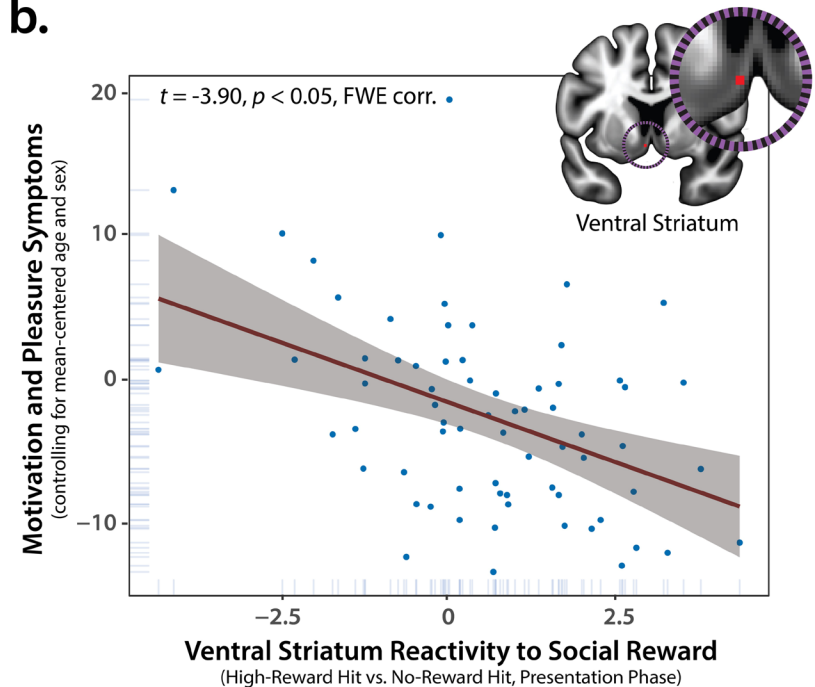 b.
t = -3.90, p < 0.05, FWE corr.
Ventral Striatum
Motivation and Pleasure Symptoms
(controlling for mean-centered age and sex)
20
10
0
−10
−2.5
0
2.5
Ventral Striatum Reactivity to Social Reward
(High-Reward Hit vs. No-Reward Hit, Presentation Phase)